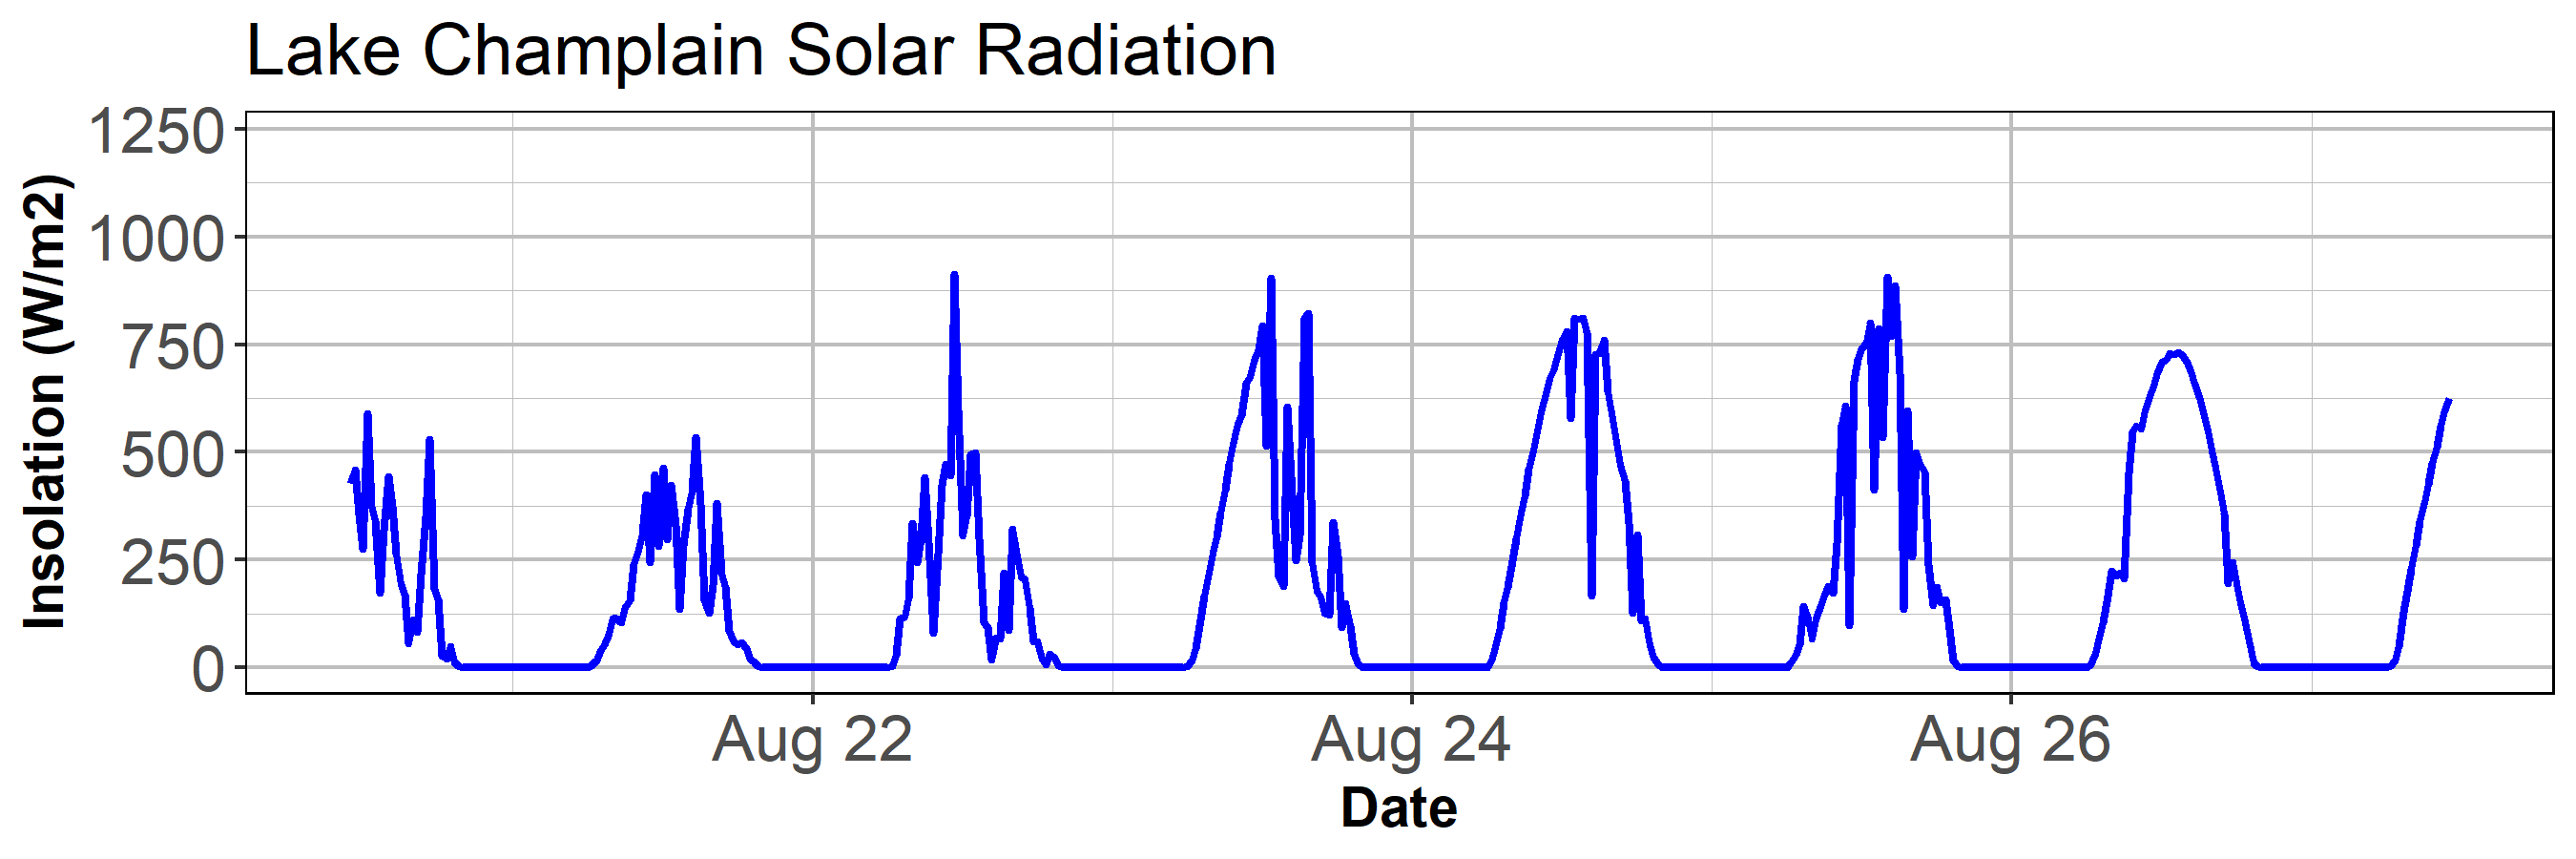 Lake Champlain Solar Radiation
Insolation (W/m2)
1250
1000
750
500
250
0
Aug 22 Aug 24 Aug 26
Date